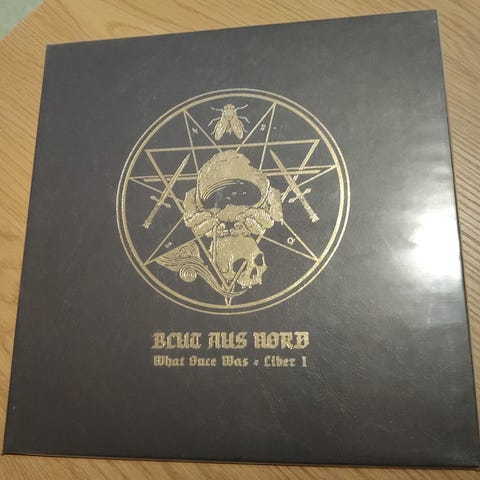 BLUT AUS NORD
What Once Was - Liber I